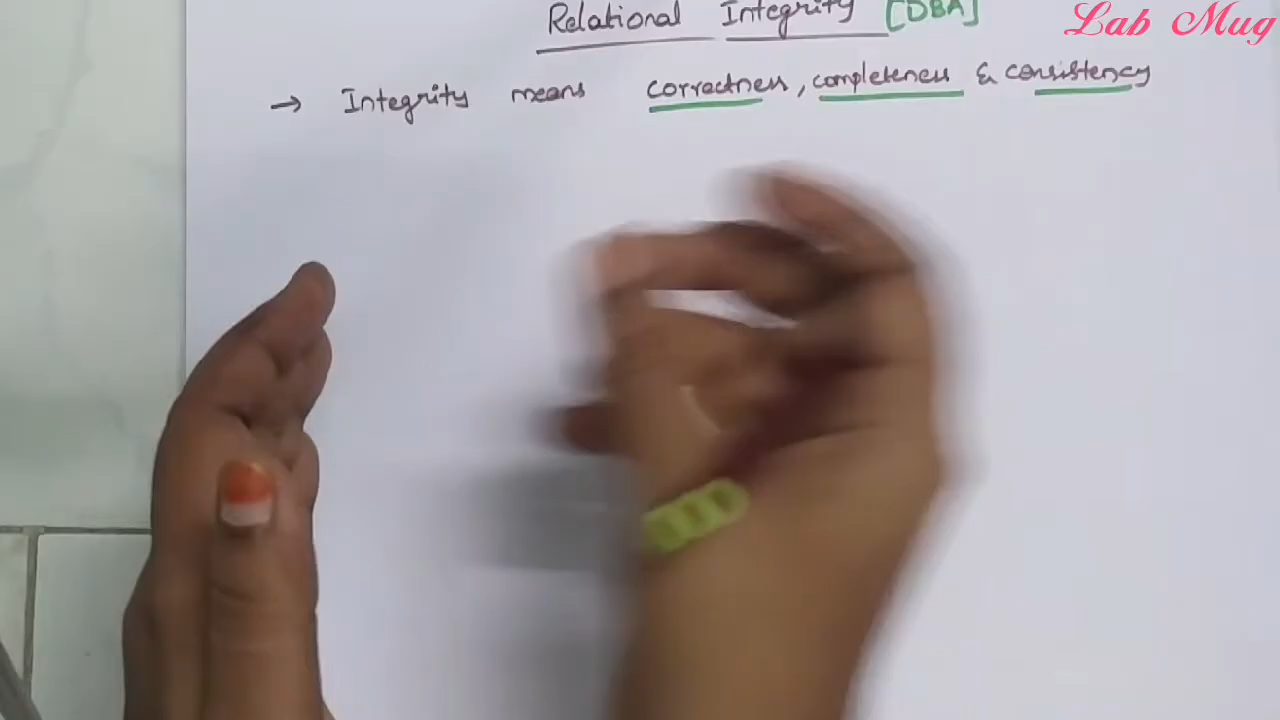 Relational Integrity [DBA]
Lab Mug
→ Integrity means correctness, completeness & consistency